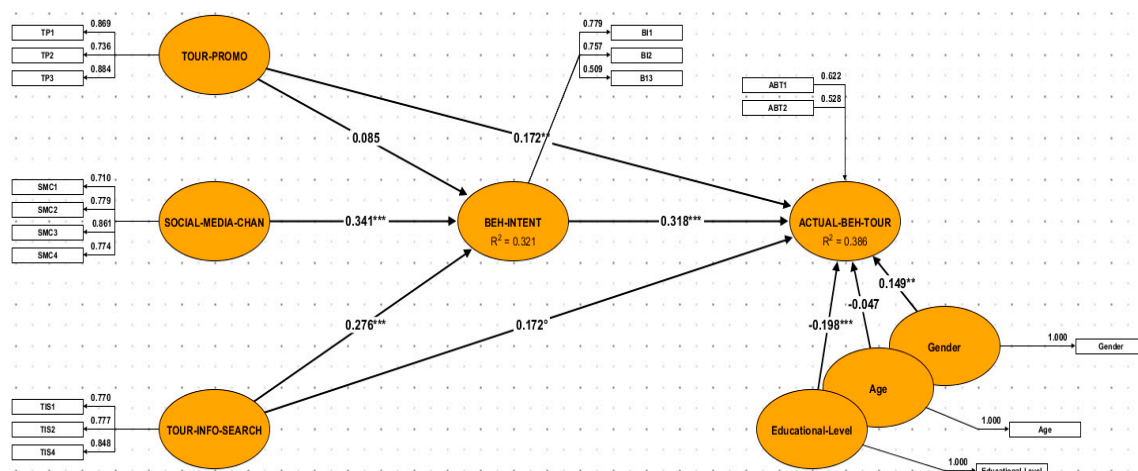 TP1
0.869
TP2
0.736
TP3
0.884
TOUR-PROMO
0.779
BI1
0.757
BI2
0.509
B13
ABT1
0.622
ABT2
0.528
0.085
0.172**
SMC1
0.710
SMC2
0.779
SMC3
0.861
SMC4
0.774
SOCIAL-MEDIA-CHAN
0.341***
BEH-INTENT
R² = 0.321
0.318***
ACTUAL-BEH-TOUR
R² = 0.386
0.276***
0.172°
-0.198***
-0.047
0.149**
Gender
1.000
Gender
Age
1.000
Age
Educational-Level
1.000
Educational-Level
TIS1
0.770
TIS2
0.777
TIS4
0.848
TOUR-INFO-SEARCH